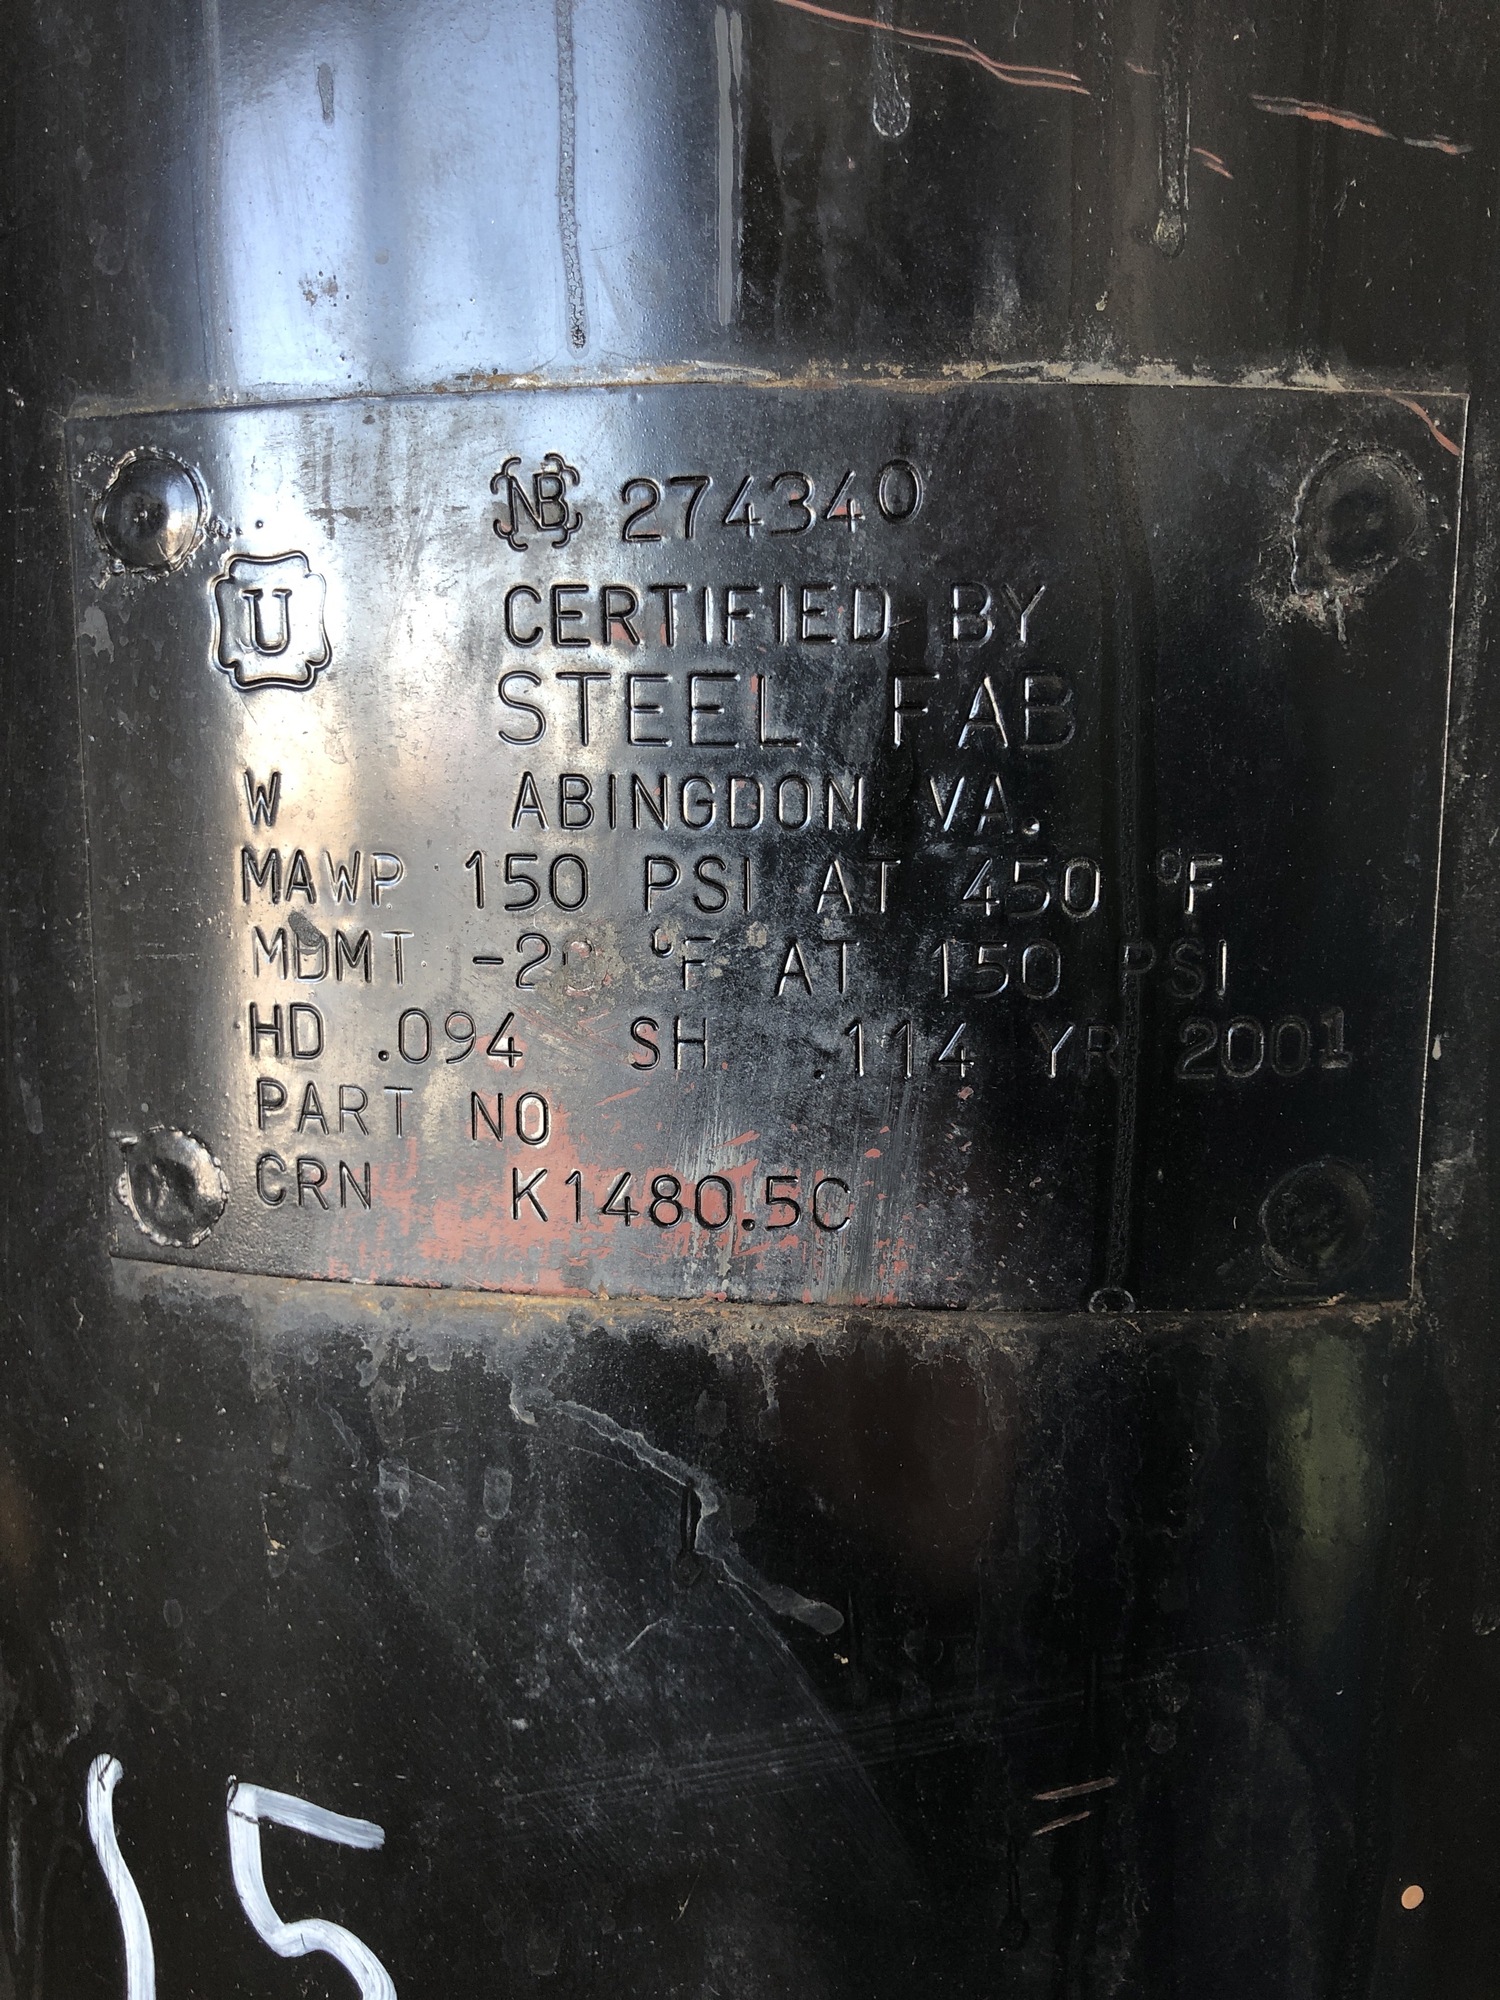 NB 274340
U
CERTIFIED BY
STEEL FAB
W ABINGDON VA.
MAWP 150 PSI AT 450 °F
MDMT -20 °F AT 150 PSI
HD .094 SH .114 YR 2001
PART NO
CRN K1480.5C
15